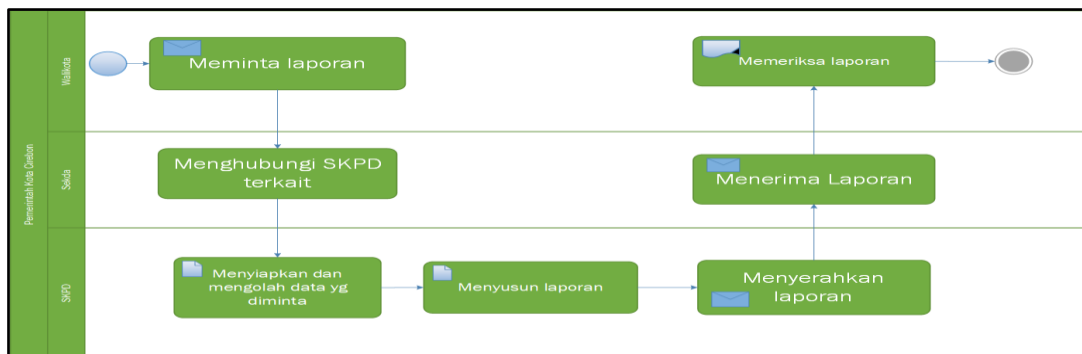 Pemerintah Kota Cirebon
Walikota
Meminta laporan
Memeriksa laporan
Sekda
Menghubungi SKPD
terkait
Menerima Laporan
SKPD
Menyiapkan dan
mengolah data yg
diminta
Menyusun laporan
Menyerahkan
laporan